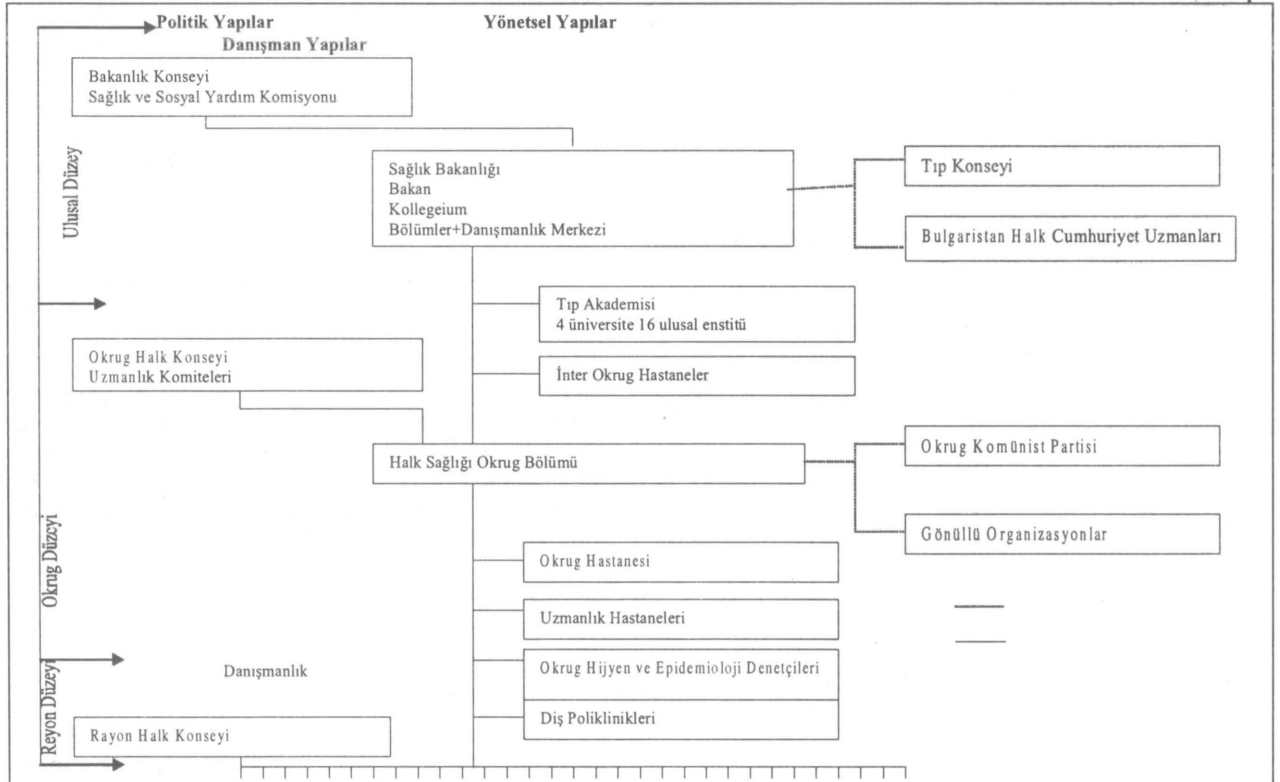 Politik Yapılar
Yönetsel Yapılar
Danışman Yapılar
Bakanlık Konseyi
Sağlık ve Sosyal Yardım Komisyonu
Ulusal Düzey
Sağlık Bakanlığı
Bakan
Kollegeium
Bölümler+Danışmanlık Merkezi
Tıp Konseyi
Bulgaristan Halk Cumhuriyet Uzmanları
Tıp Akademisi
4 üniversite 16 ulusal enstitü
Okrug Halk Konseyi
Uzmanlık Komiteleri
İnter Okrug Hastaneler
Halk Sağlığı Okrug Bölümü
Okrug Komünist Partisi
Gönüllü Organizasyonlar
Okrug Düzeyi
Okrug Hastanesi
Uzmanlık Hastaneleri
Okrug Hijyen ve Epidemioloji Denetçileri
Danışmanlık
Diş Poliklinikleri
Reyon Düzeyi
Rayon Halk Konseyi